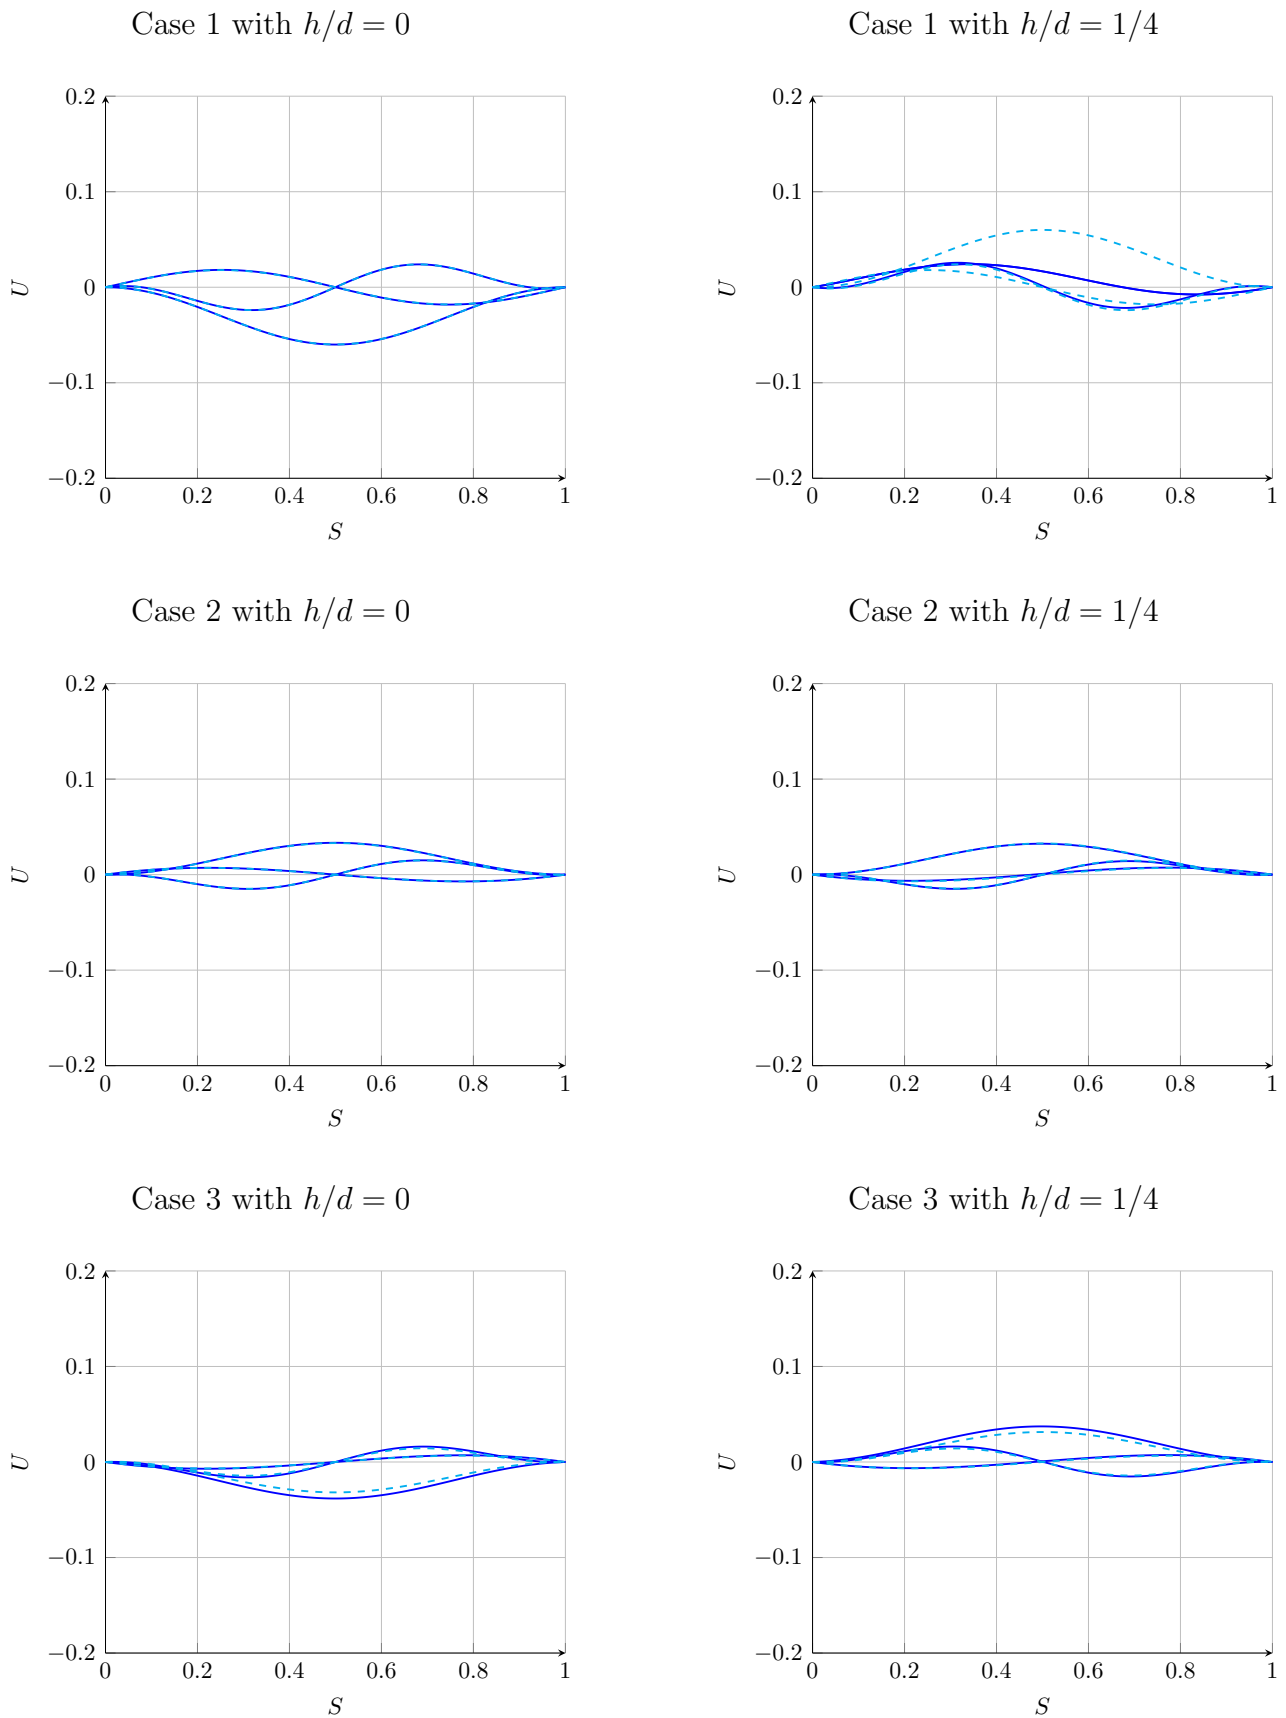 Case 1 with h/d = 0
Case 1 with h/d = 1/4
0.2
0.1
0
−0.1
−0.2
U
0 0.2 0.4 0.6 0.8 1
S
0.2
0.1
0
−0.1
−0.2
U
0 0.2 0.4 0.6 0.8 1
S
Case 2 with h/d = 0
Case 2 with h/d = 1/4
0.2
0.1
0
−0.1
−0.2
U
0 0.2 0.4 0.6 0.8 1
S
0.2
0.1
0
−0.1
−0.2
U
0 0.2 0.4 0.6 0.8 1
S
Case 3 with h/d = 0
Case 3 with h/d = 1/4
0.2
0.1
0
−0.1
−0.2
U
0 0.2 0.4 0.6 0.8 1
S
0.2
0.1
0
−0.1
−0.2
U
0 0.2 0.4 0.6 0.8 1
S